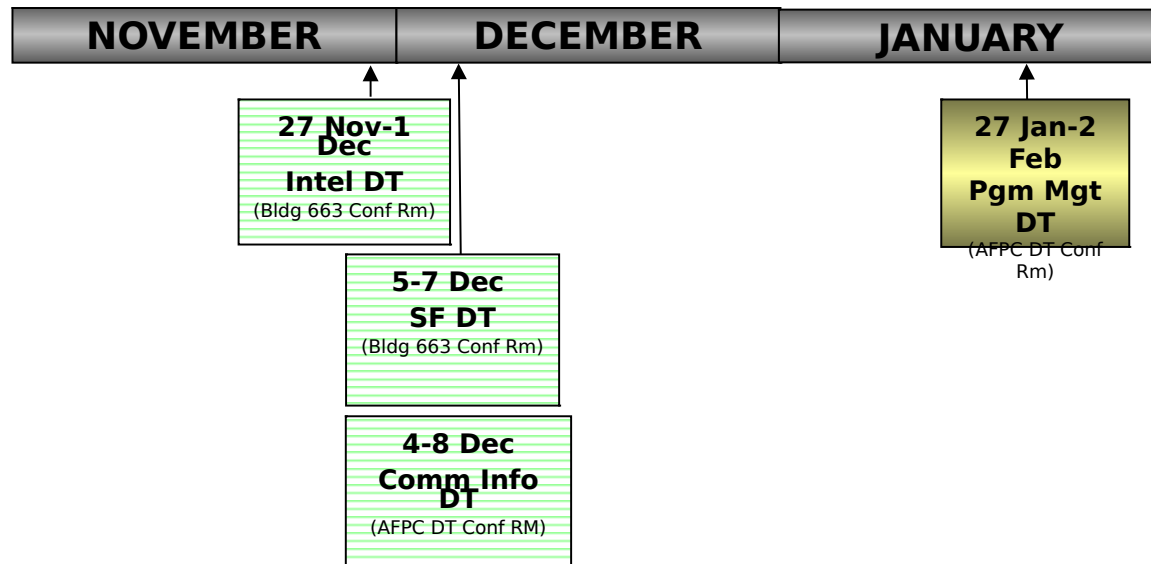 NOVEMBER
DECEMBER
JANUARY
27 Nov-1
Dec
Intel DT
(Bldg 663 Conf Rm)
27 Jan-2
Feb
Pgm Mgt
DT
(AFPC DT Conf
Rm)
5-7 Dec
SF DT
(Bldg 663 Conf Rm)
4-8 Dec
Comm Info
DT
(AFPC DT Conf RM)